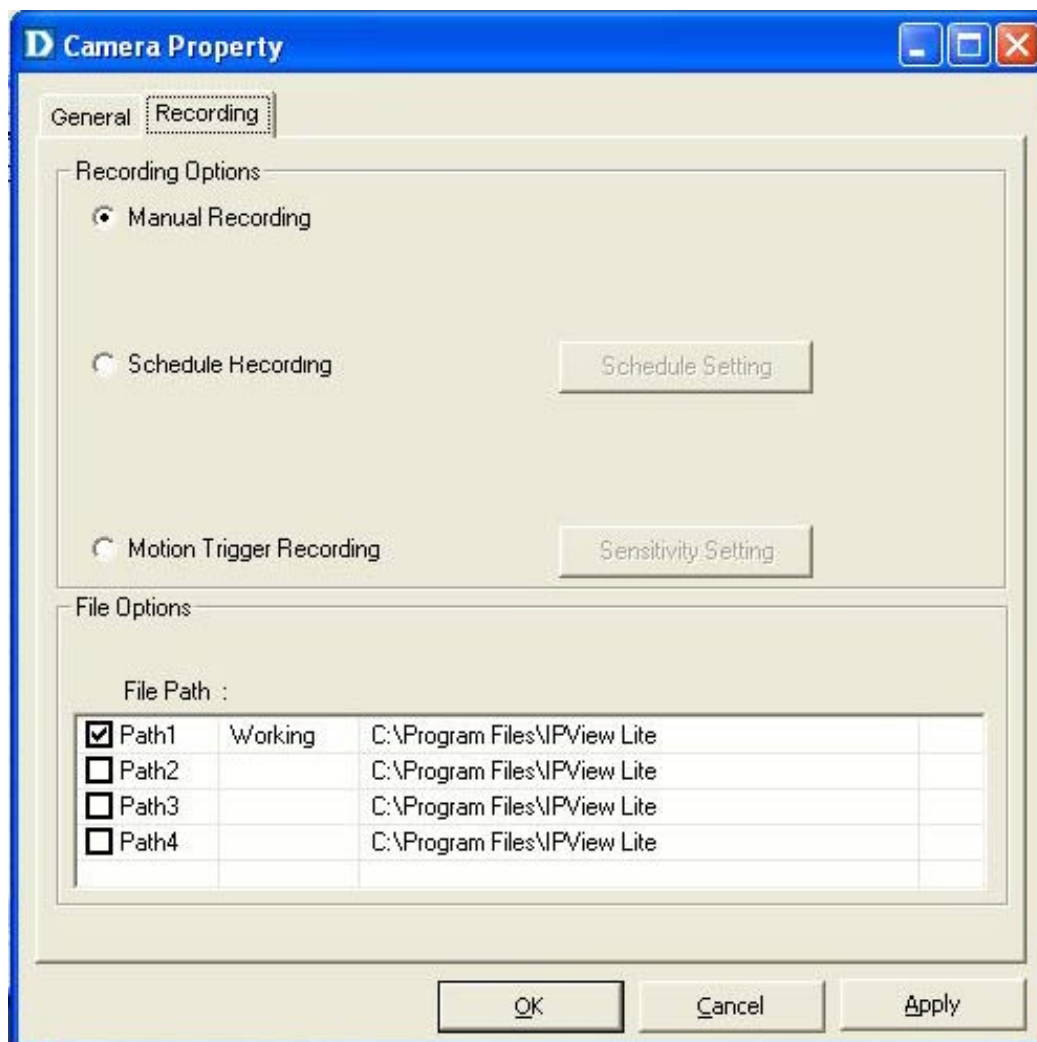 D Camera Property
General Recording
Recording Options
Manual Recording
Schedule Recording Schedule Setting
Motion Trigger Recording Sensitivity Setting
File Options
File Path :
Path1 Working C:\Program Files\IPView Lite
Path2 C:\Program Files\IPView Lite
Path3 C:\Program Files\IPView Lite
Path4 C:\Program Files\IPView Lite
OK Cancel Apply